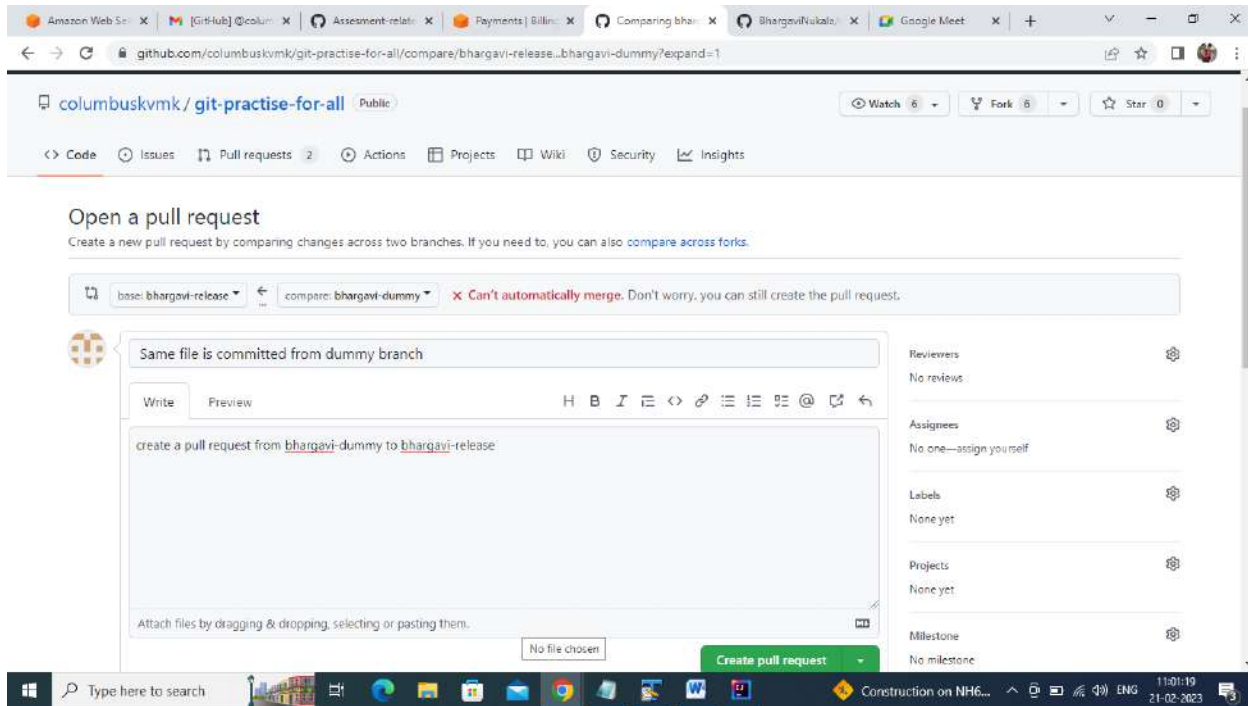 Amazon Web Se
[GitHub] @colum
Assesment-relate
Payments | Billin
Comparing bhar
BhargaviNukala/
Google Meet
github.com/columbuskvmk/git-practise-for-all/compare/bhargavi-release...bhargavi-dummy?expand=1
columbuskvmk / git-practise-for-all Public
Watch 6
Fork 6
Star 0
<> Code
Issues
Pull requests 2
Actions
Projects
Wiki
Security
Insights
Open a pull request
Create a new pull request by comparing changes across two branches. If you need to, you can also compare across forks.
base: bhargavi-release
compare: bhargavi-dummy
Can't automatically merge. Don't worry, you can still create the pull request.
Same file is committed from dummy branch
Write
Preview
H B I
create a pull request from bhargavi-dummy to bhargavi-release
Attach files by dragging & dropping, selecting or pasting them.
No file chosen
Create pull request
Reviewers
No reviews
Assignees
No one—assign yourself
Labels
None yet
Projects
None yet
Milestone
No milestone
Type here to search
Construction on NH6...
ENG
11:01:19
21-02-2023
3